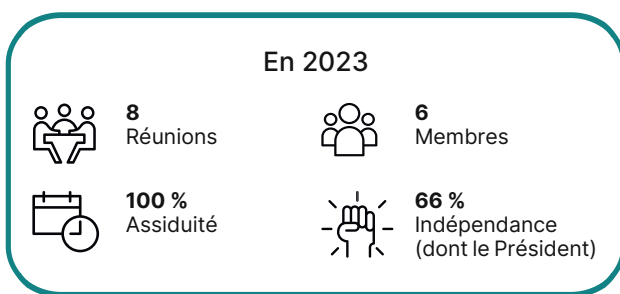 En 2023
8
Réunions
6
Membres
100 %
Assiduité
66 %
Indépendance
(dont le Président)